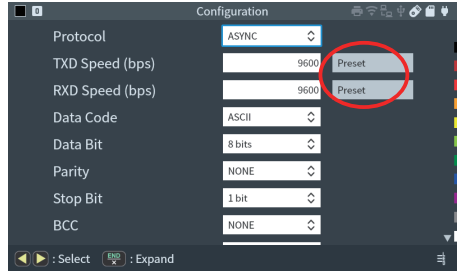 0 Configuration
Protocol ASYNC
TXD Speed (bps) 9600 Preset
RXD Speed (bps) 9600 Preset
Data Code ASCII
Data Bit 8 bits
Parity NONE
Stop Bit 1 bit
BCC NONE
: Select END : Expand